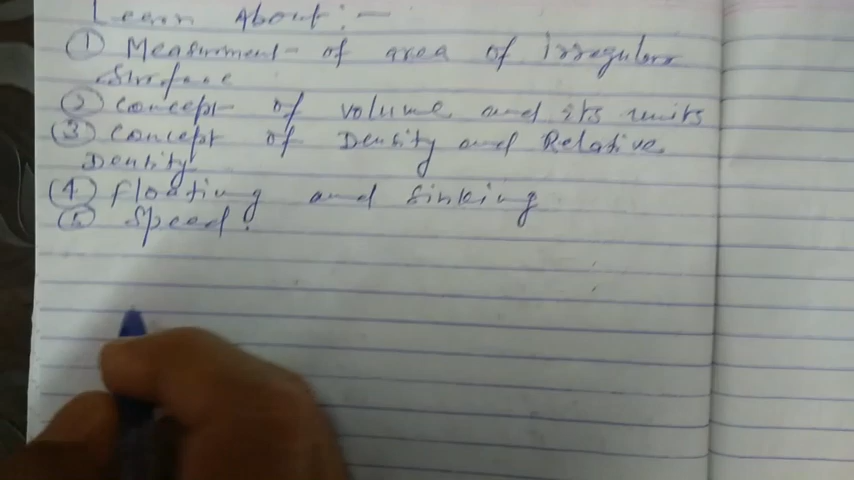 Learn About:-
① Measurment of area of irregular
Surface
② Concept of volume and its units
③ Concept of Density and Relative
Density
④ Floating and Sinking
⑤ Speed.